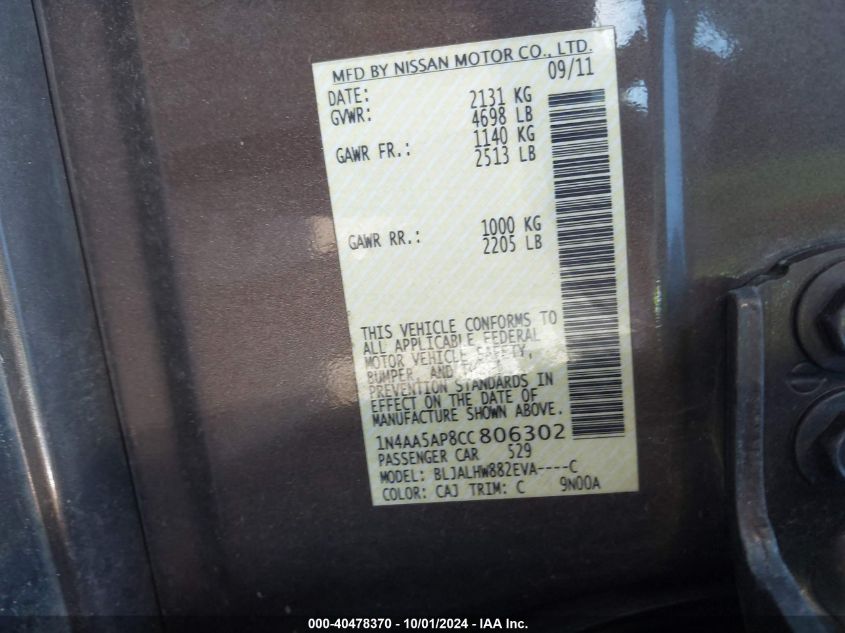 MFD BY NISSAN MOTOR CO., LTD.
DATE: 09/11
GVWR: 2131 KG
4698 LB
GAWR FR.: 1140 KG
2513 LB
GAWR RR.: 1000 KG
2205 LB
THIS VEHICLE CONFORMS TO
ALL APPLICABLE FEDERAL
MOTOR VEHICLE SAFETY,
BUMPER, AND
PREVENTION STANDARDS IN
EFFECT ON THE DATE OF
MANUFACTURE SHOWN ABOVE.
1N4AA5AP8CC806302
PASSENGER CAR 529
MODEL: BLJALHW882EVA----C
COLOR: CAJ TRIM: C 9N00A
000-40478370 - 10/01/2024 - IAA Inc.